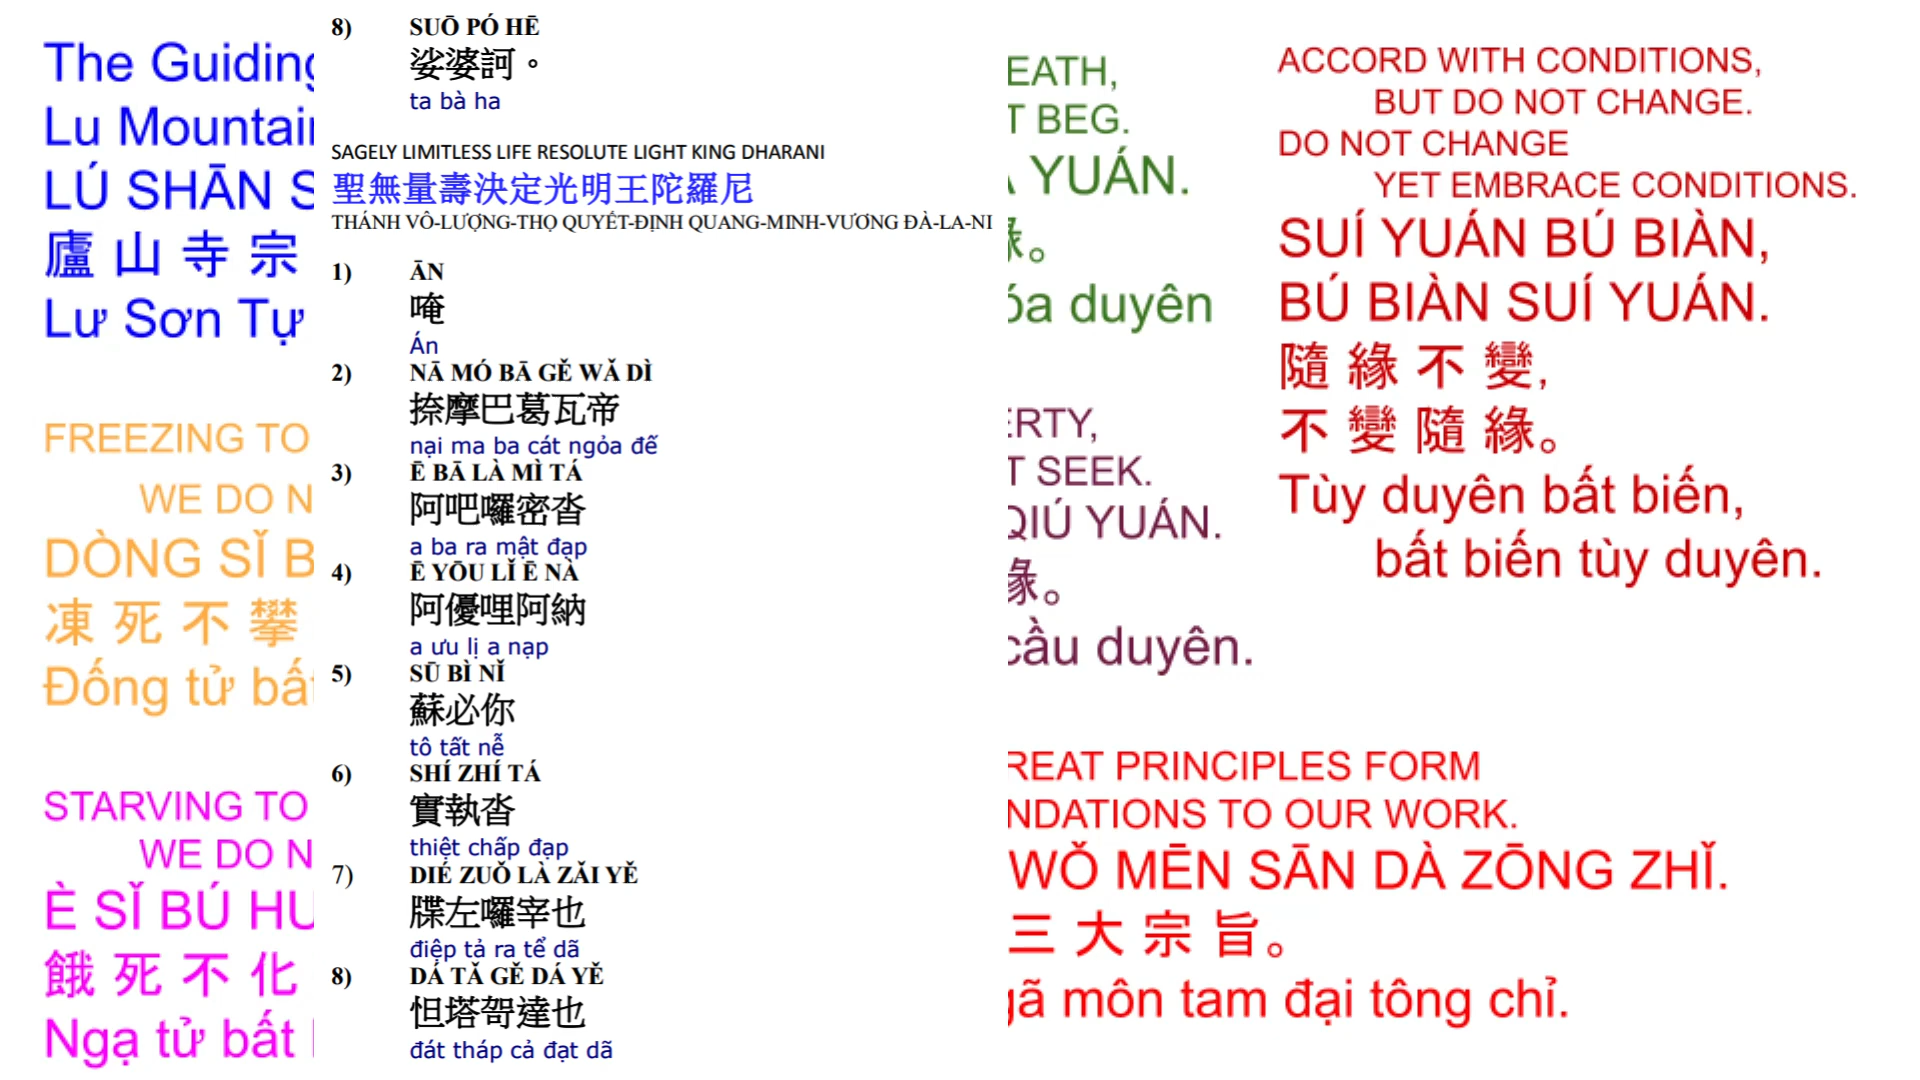 The Guiding
Lu Mountain
LÚ SHĀN S
廬 山 寺 宗
Lư Sơn Tự
FREEZING TO
WE DO N
DÒNG SǏ B
凍 死 不 攀
Đống tử bất
STARVING TO
WE DO N
È SǏ BÚ HU
餓 死 不 化
Ngạ tử bất
8) SUŌ PÓ HĒ
娑婆訶。
ta bà ha
SAGELY LIMITLESS LIFE RESOLUTE LIGHT KING DHARANI
聖無量壽決定光明王陀羅尼
THÁNH VÔ-LƯỢNG-THỌ QUYẾT-ĐỊNH QUANG-MINH-VƯƠNG ĐÀ-LA-NI
1) ĀN
唵
Án
2) NĀ MÓ BĀ GĚ WǍ DÌ
捺摩巴葛瓦帝
nại ma ba cát ngỏa đế
3) Ē BĀ LÀ MÌ TÁ
阿吧囉密沓
a ba ra mật đạp
4) Ē YŌU LǏ Ē NÀ
阿優哩阿納
a ưu lị a nạp
5) SŪ BÌ NǏ
蘇必你
tô tất nễ
6) SHÍ ZHÍ TÁ
實執沓
thiệt chấp đạp
7) DIÉ ZUǑ LÀ ZǍI YĚ
牒左囉宰也
điệp tả ra tể dã
8) DÁ TǍ GĚ DÁ YĚ
怛塔哿達也
đát tháp cả đạt dã
EATH,
T BEG.
YUÁN.
緣。
óa duyên
ERTY,
T SEEK.
QIÚ YUÁN.
緣。
cầu duyên.
ACCORD WITH CONDITIONS,
BUT DO NOT CHANGE.
DO NOT CHANGE
YET EMBRACE CONDITIONS.
SUÍ YUÁN BÚ BIÀN,
BÚ BIÀN SUÍ YUÁN.
隨 緣 不 變,
不 變 隨 緣。
Tùy duyên bất biến,
bất biến tùy duyên.
REAT PRINCIPLES FORM
NDATIONS TO OUR WORK.
WǑ MĒN SĀN DÀ ZŌNG ZHǏ.
三 大 宗 旨。
gã môn tam đại tông chỉ.